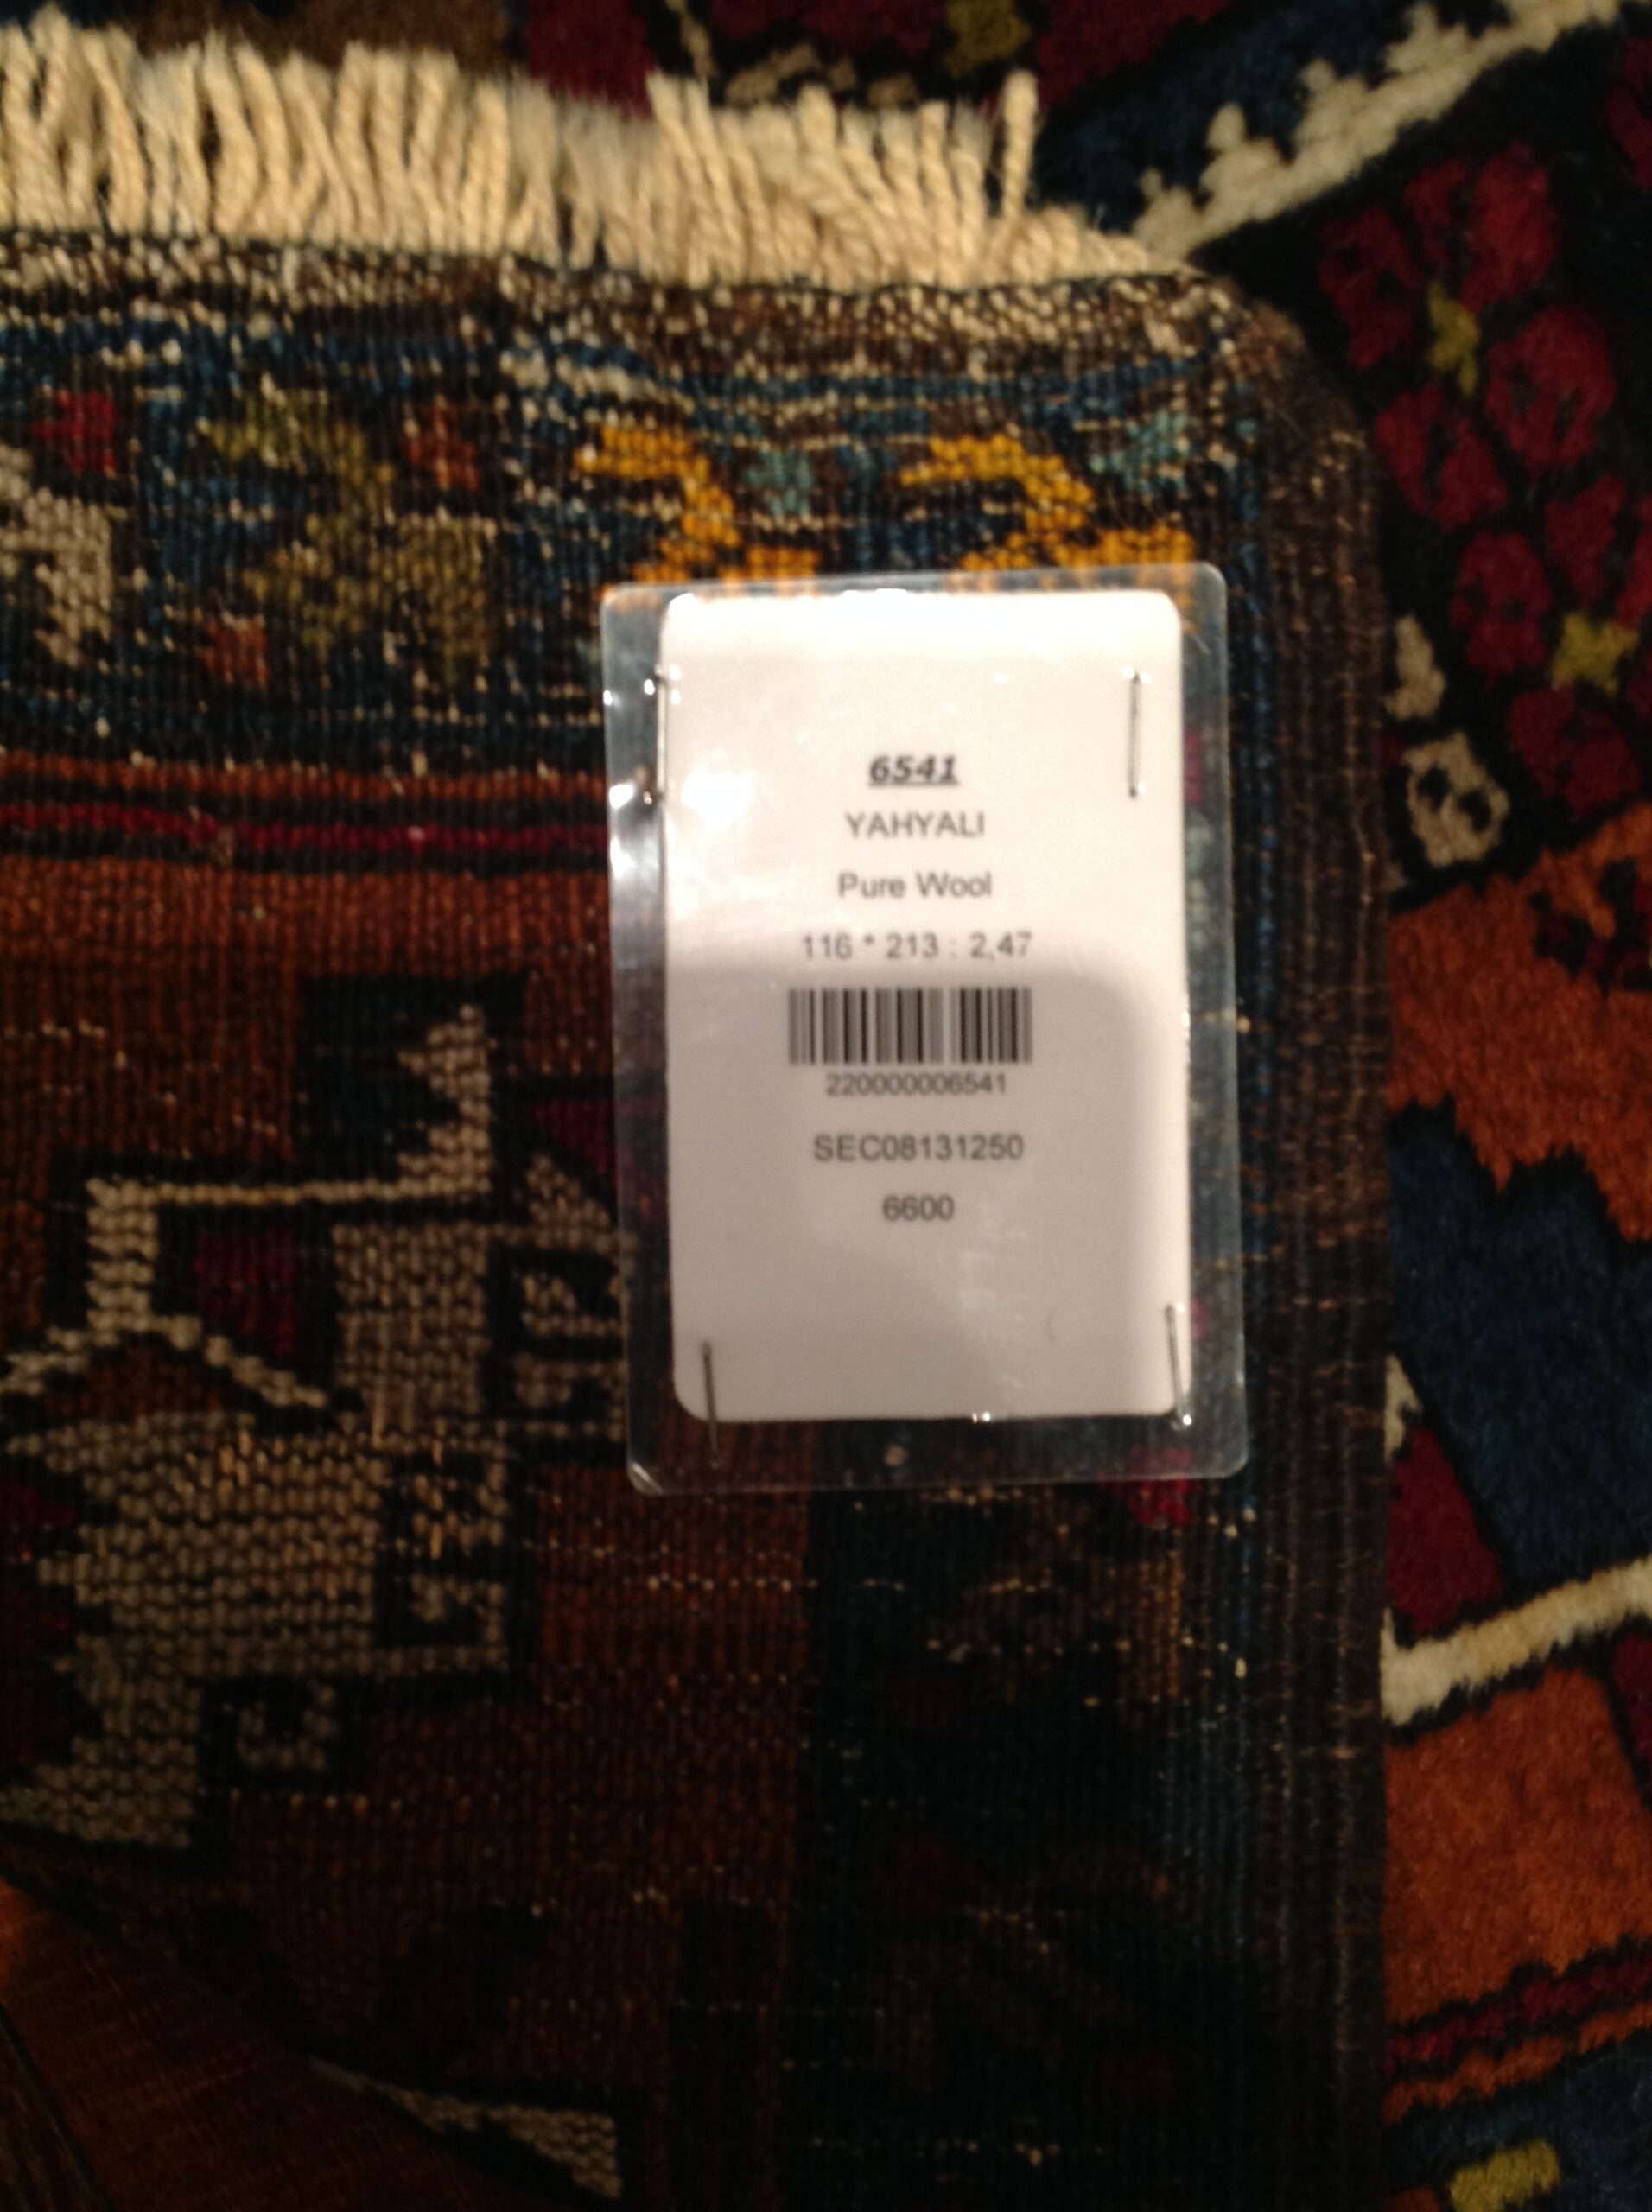 6541
YAHYALI
Pure Wool
116 * 213 : 2,47
220000006541
SEC08131250
6600